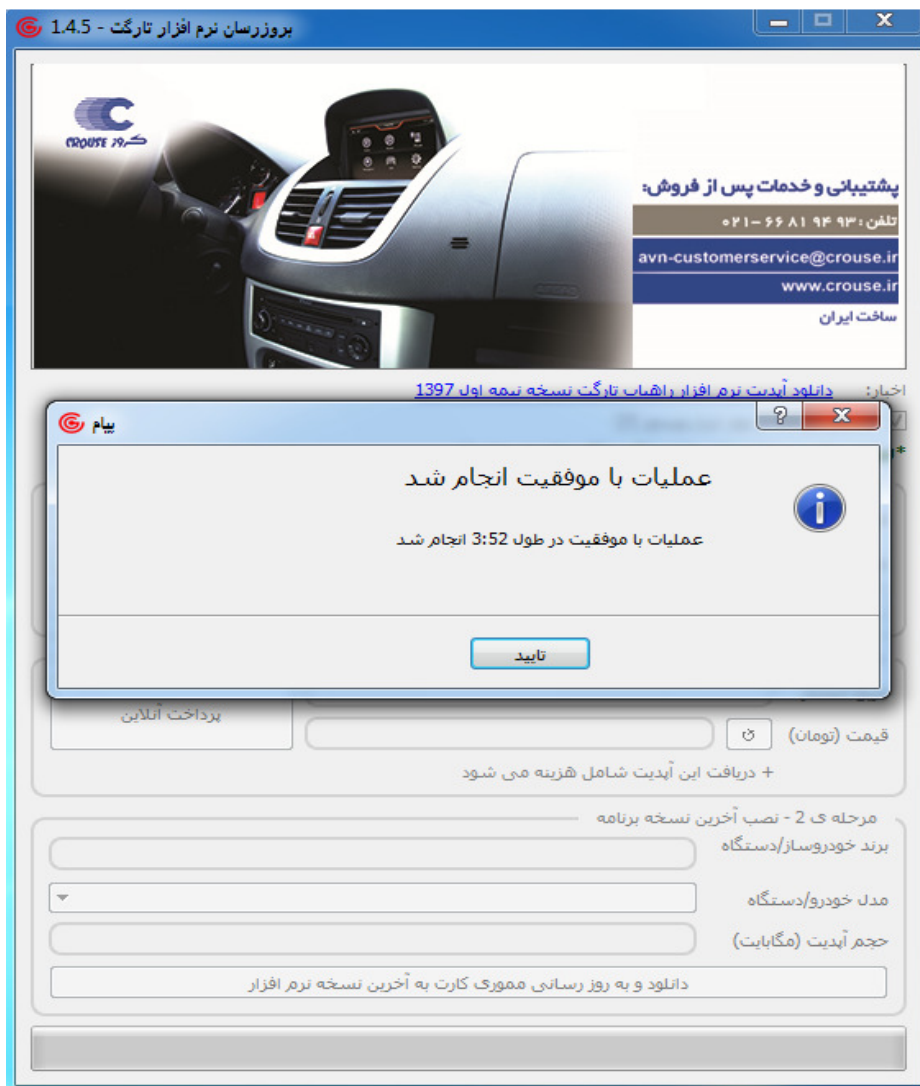 بروزرسان نرم افزار تارگت - 1.4.5
CROUSE کروز
پشتیبانی و خدمات پس از فروش:
تلفن: ۹۳ ۹۴ ۸۱ ۶۶ – ۰۲۱
avn-customerservice@crouse.ir
www.crouse.ir
ساخت ایران
اخبار: دانلود آپدیت نرم افزار راهیاب تارگت نسخه نیمه اول 1397
پیام
عملیات با موفقیت انجام شد
عملیات با موفقیت در طول 3:52 انجام شد
تایید
پرداخت آنلاین
قیمت (تومان)
+ دریافت این آپدیت شامل هزینه می شود
مرحله ی 2 - نصب آخرین نسخه برنامه
برند خودروساز/دستگاه
مدل خودرو/دستگاه
حجم آپدیت (مگابایت)
دانلود و به روز رسانی مموری کارت به آخرین نسخه نرم افزار